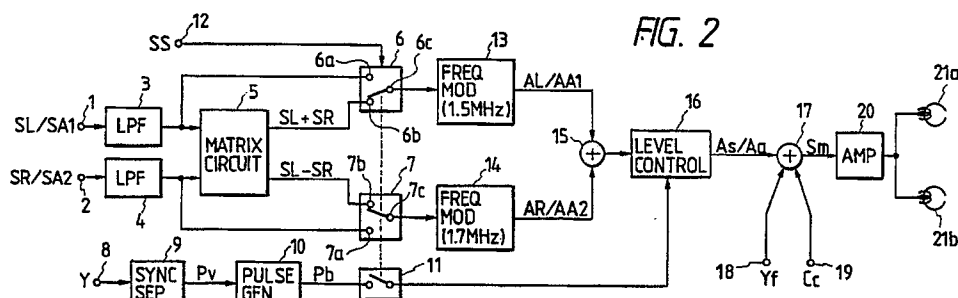 FIG. 2
12
SS
6
6a
6c
6b
13
FREQ
MOD
(1.5MHz)
AL/AA1
3
1
SL/SA1
LPF
5
MATRIX
CIRCUIT
SL+SR
SL–SR
SR/SA2
2
LPF
4
7b
7
7c
7a
14
FREQ
MOD
(1.7MHz)
AR/AA2
15
16
LEVEL
CONTROL
As/Aa
17
Sm
20
AMP
21a
21b
8
Y
9
SYNC
SEP
Pv
10
PULSE
GEN
Pb
11
18
Yf
Cc
19